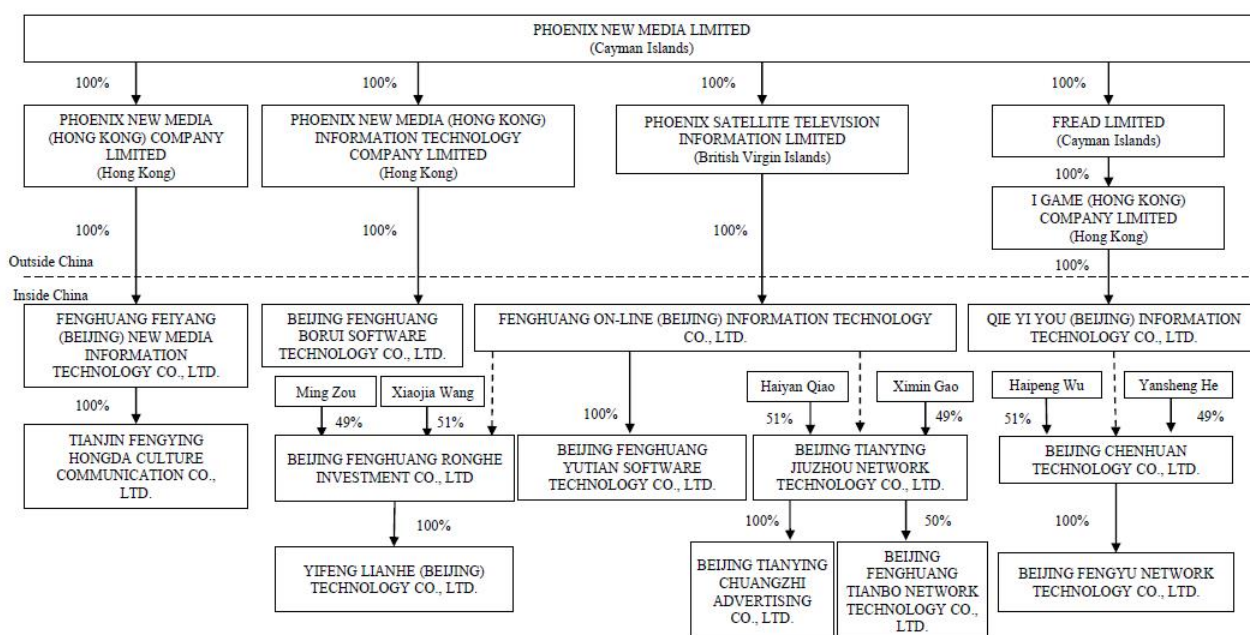 PHOENIX NEW MEDIA LIMITED
(Cayman Islands)
100%
100%
100%
100%
PHOENIX NEW MEDIA
(HONG KONG) COMPANY
LIMITED
(Hong Kong)
PHOENIX NEW MEDIA (HONG KONG)
INFORMATION TECHNOLOGY
COMPANY LIMITED
(Hong Kong)
PHOENIX SATELLITE TELEVISION
INFORMATION LIMITED
(British Virgin Islands)
FREAD LIMITED
(Cayman Islands)
100%
I GAME (HONG KONG)
COMPANY LIMITED
(Hong Kong)
100%
100%
100%
100%
Outside China
Inside China
FENGHUANG FEIYANG
(BEIJING) NEW MEDIA
INFORMATION
TECHNOLOGY CO., LTD.
BEIJING FENGHUANG
BORUI SOFTWARE
TECHNOLOGY CO., LTD.
FENGHUANG ON-LINE (BEIJING) INFORMATION TECHNOLOGY
CO., LTD.
QIE YI YOU (BEIJING) INFORMATION
TECHNOLOGY CO., LTD.
Ming Zou
Xiaojia Wang
Haiyan Qiao
Ximin Gao
Haipeng Wu
Yansheng He
100%
49%
51%
100%
51%
49%
51%
49%
TIANJIN FENGYING
HONGDA CULTURE
COMMUNICATION CO.,
LTD.
BEIJING FENGHUANG RONGHE
INVESTMENT CO., LTD
BEIJING FENGHUANG
YUTIAN SOFTWARE
TECHNOLOGY CO., LTD.
BEIJING TIANYING
JIUZHOU NETWORK
TECHNOLOGY CO., LTD.
BEIJING CHENHUAN
TECHNOLOGY CO., LTD.
100%
100%
50%
100%
YIFENG LIANHE (BEIJING)
TECHNOLOGY CO., LTD.
BEIJING TIANYING
CHUANGZHI
ADVERTISING
CO., LTD.
BEIJING
FENGHUANG
TIANBO NETWORK
TECHNOLOGY CO.,
LTD.
BEIJING FENGYU NETWORK
TECHNOLOGY CO., LTD.